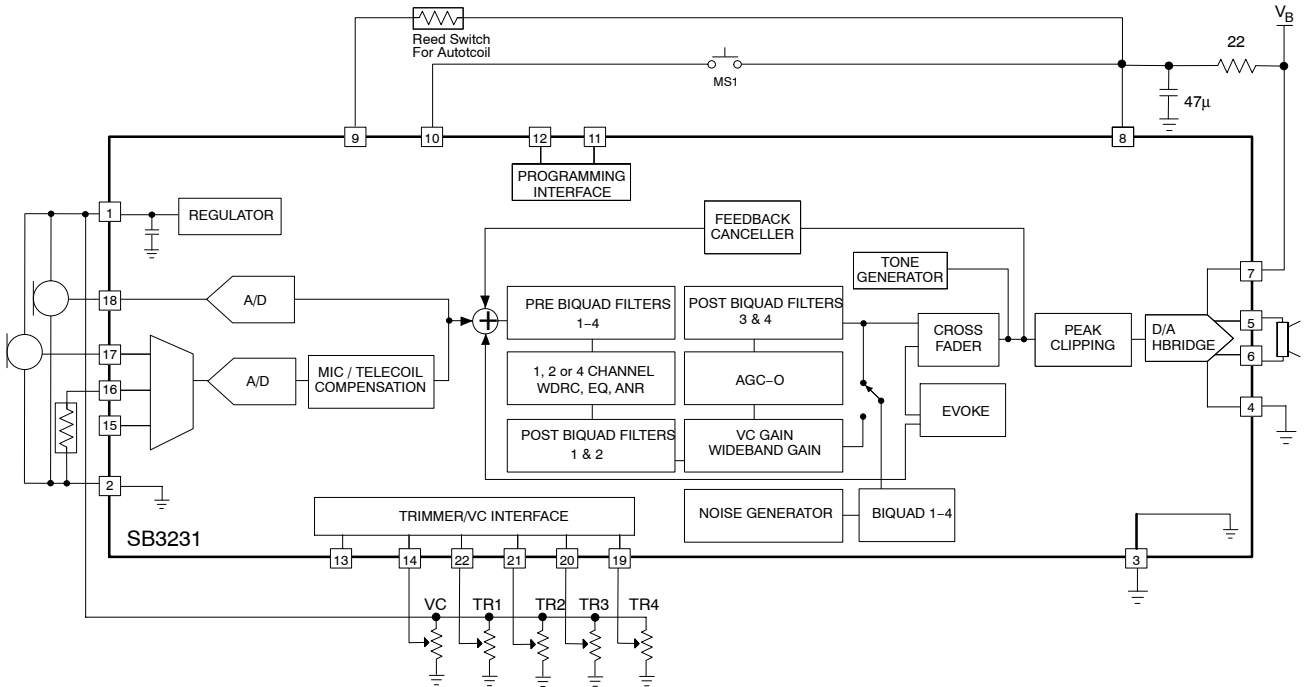 VB
Reed Switch
For Autotcoil
22
MS1
47µ
9
10
12
11
8
PROGRAMMING
INTERFACE
1
REGULATOR
FEEDBACK
CANCELLER
TONE
GENERATOR
7
18
A/D
PRE BIQUAD FILTERS
1–4
POST BIQUAD FILTERS
3 & 4
CROSS
FADER
PEAK
CLIPPING
D/A
HBRIDGE
5
6
17
16
15
A/D
MIC / TELECOIL
COMPENSATION
1, 2 or 4 CHANNEL
WDRC, EQ, ANR
AGC–O
EVOKE
4
POST BIQUAD FILTERS
1 & 2
VC GAIN
WIDEBAND GAIN
2
TRIMMER/VC INTERFACE
NOISE GENERATOR
BIQUAD 1–4
SB3231
13
14
22
21
20
19
3
VC
TR1
TR2
TR3
TR4